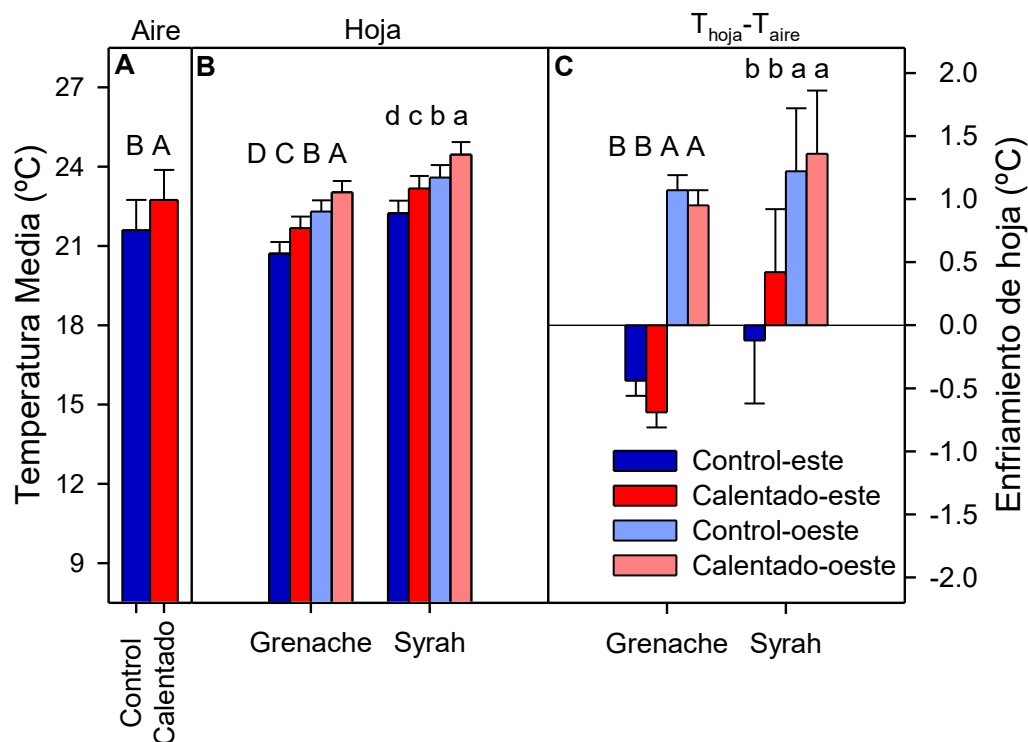 Aire
Hoja
Thoja-Taire
A
B
C
Temperatura Media (ºC)
27
24
21
18
15
12
9
B A
D C B A
d c b a
B B A A
b b a a
2.0
1.5
1.0
0.5
0.0
-0.5
-1.0
-1.5
-2.0
Enfriamiento de hoja (ºC)
Control-este
Calentado-este
Control-oeste
Calentado-oeste
Control
Calentado
Grenache
Syrah
Grenache
Syrah